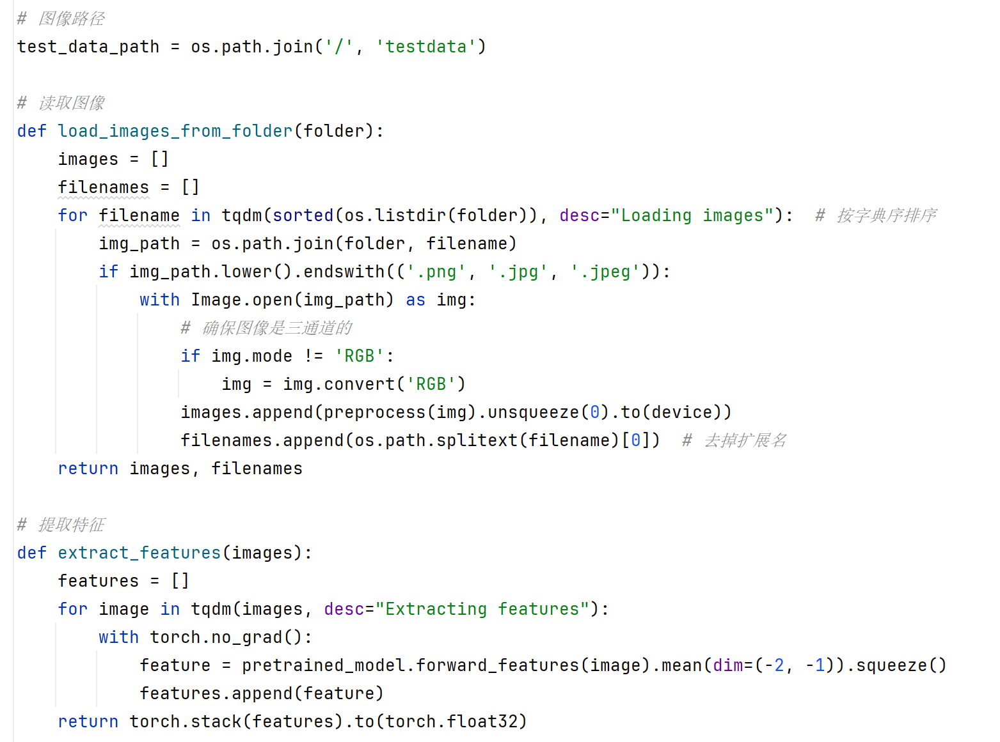 # 图像路径
test_data_path = os.path.join('/', 'testdata')
# 读取图像
def load_images_from_folder(folder):
    images = []
    filenames = []
    for filename in tqdm(sorted(os.listdir(folder)), desc="Loading images"):  # 按字典序排序
        img_path = os.path.join(folder, filename)
        if img_path.lower().endswith(('.png', '.jpg', '.jpeg')):
            with Image.open(img_path) as img:
                # 确保图像是三通道的
                if img.mode != 'RGB':
                    img = img.convert('RGB')
                images.append(preprocess(img).unsqueeze(0).to(device))
                filenames.append(os.path.splitext(filename)[0])  # 去掉扩展名
    return images, filenames
# 提取特征
def extract_features(images):
    features = []
    for image in tqdm(images, desc="Extracting features"):
        with torch.no_grad():
            feature = pretrained_model.forward_features(image).mean(dim=(-2, -1)).squeeze()
            features.append(feature)
    return torch.stack(features).to(torch.float32)